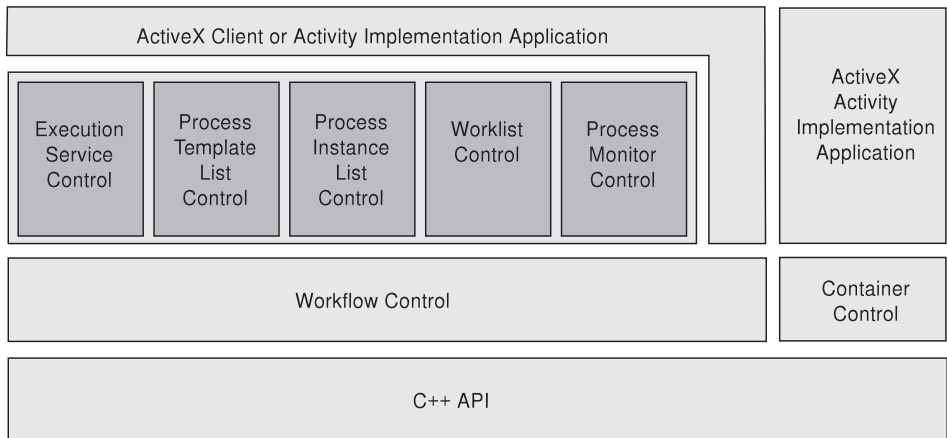 ActiveX Client or Activity Implementation Application
ActiveX
Activity
Implementation
Application
Execution
Service
Control
Process
Template
List
Control
Process
Instance
List
Control
Worklist
Control
Process
Monitor
Control
Workflow Control
Container
Control
C++ API